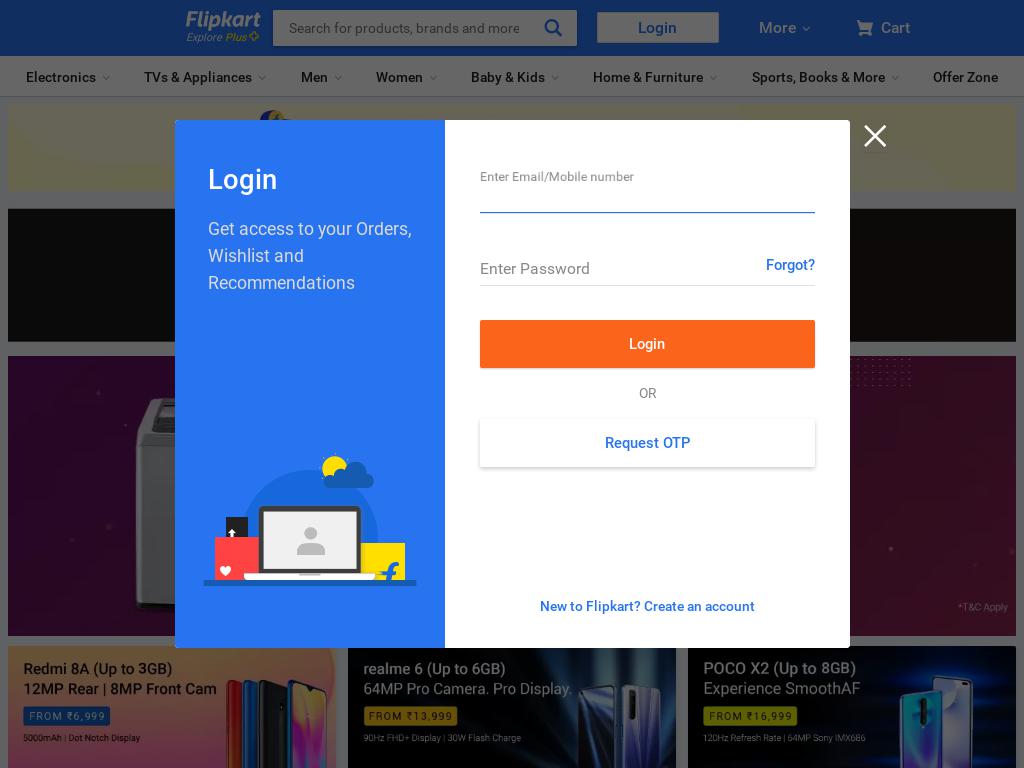 Flipkart
Explore Plus
Search for products, brands and more
Login
More
Cart
Electronics
TVs & Appliances
Men
Women
Baby & Kids
Home & Furniture
Sports, Books & More
Offer Zone
Login
Get access to your Orders,
Wishlist and
Recommendations
Enter Email/Mobile number
Enter Password
Forgot?
Login
OR
Request OTP
New to Flipkart? Create an account
*T&C Apply
Redmi 8A (Up to 3GB)
12MP Rear | 8MP Front Cam
FROM ₹6,999
5000mAh | Dot Notch Display
realme 6 (Up to 6GB)
64MP Pro Camera. Pro Display.
FROM ₹13,999
90Hz FHD+ Display | 30W Flash Charge
POCO X2 (Up to 8GB)
Experience SmoothAF
FROM ₹16,999
120Hz Refresh Rate | 64MP Sony IMX686